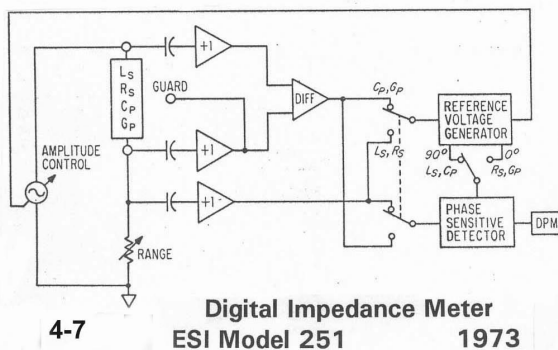 LS
RS
CP
GP
+1
GUARD
DIFF
CP,GP
REFERENCE
VOLTAGE
GENERATOR
AMPLITUDE
CONTROL
+1
LS,RS
90°
0°
LS,CP
RS,GP
+1
PHASE
SENSITIVE
DETECTOR
DPM
RANGE
Digital Impedance Meter
4-7
ESI Model 251 1973